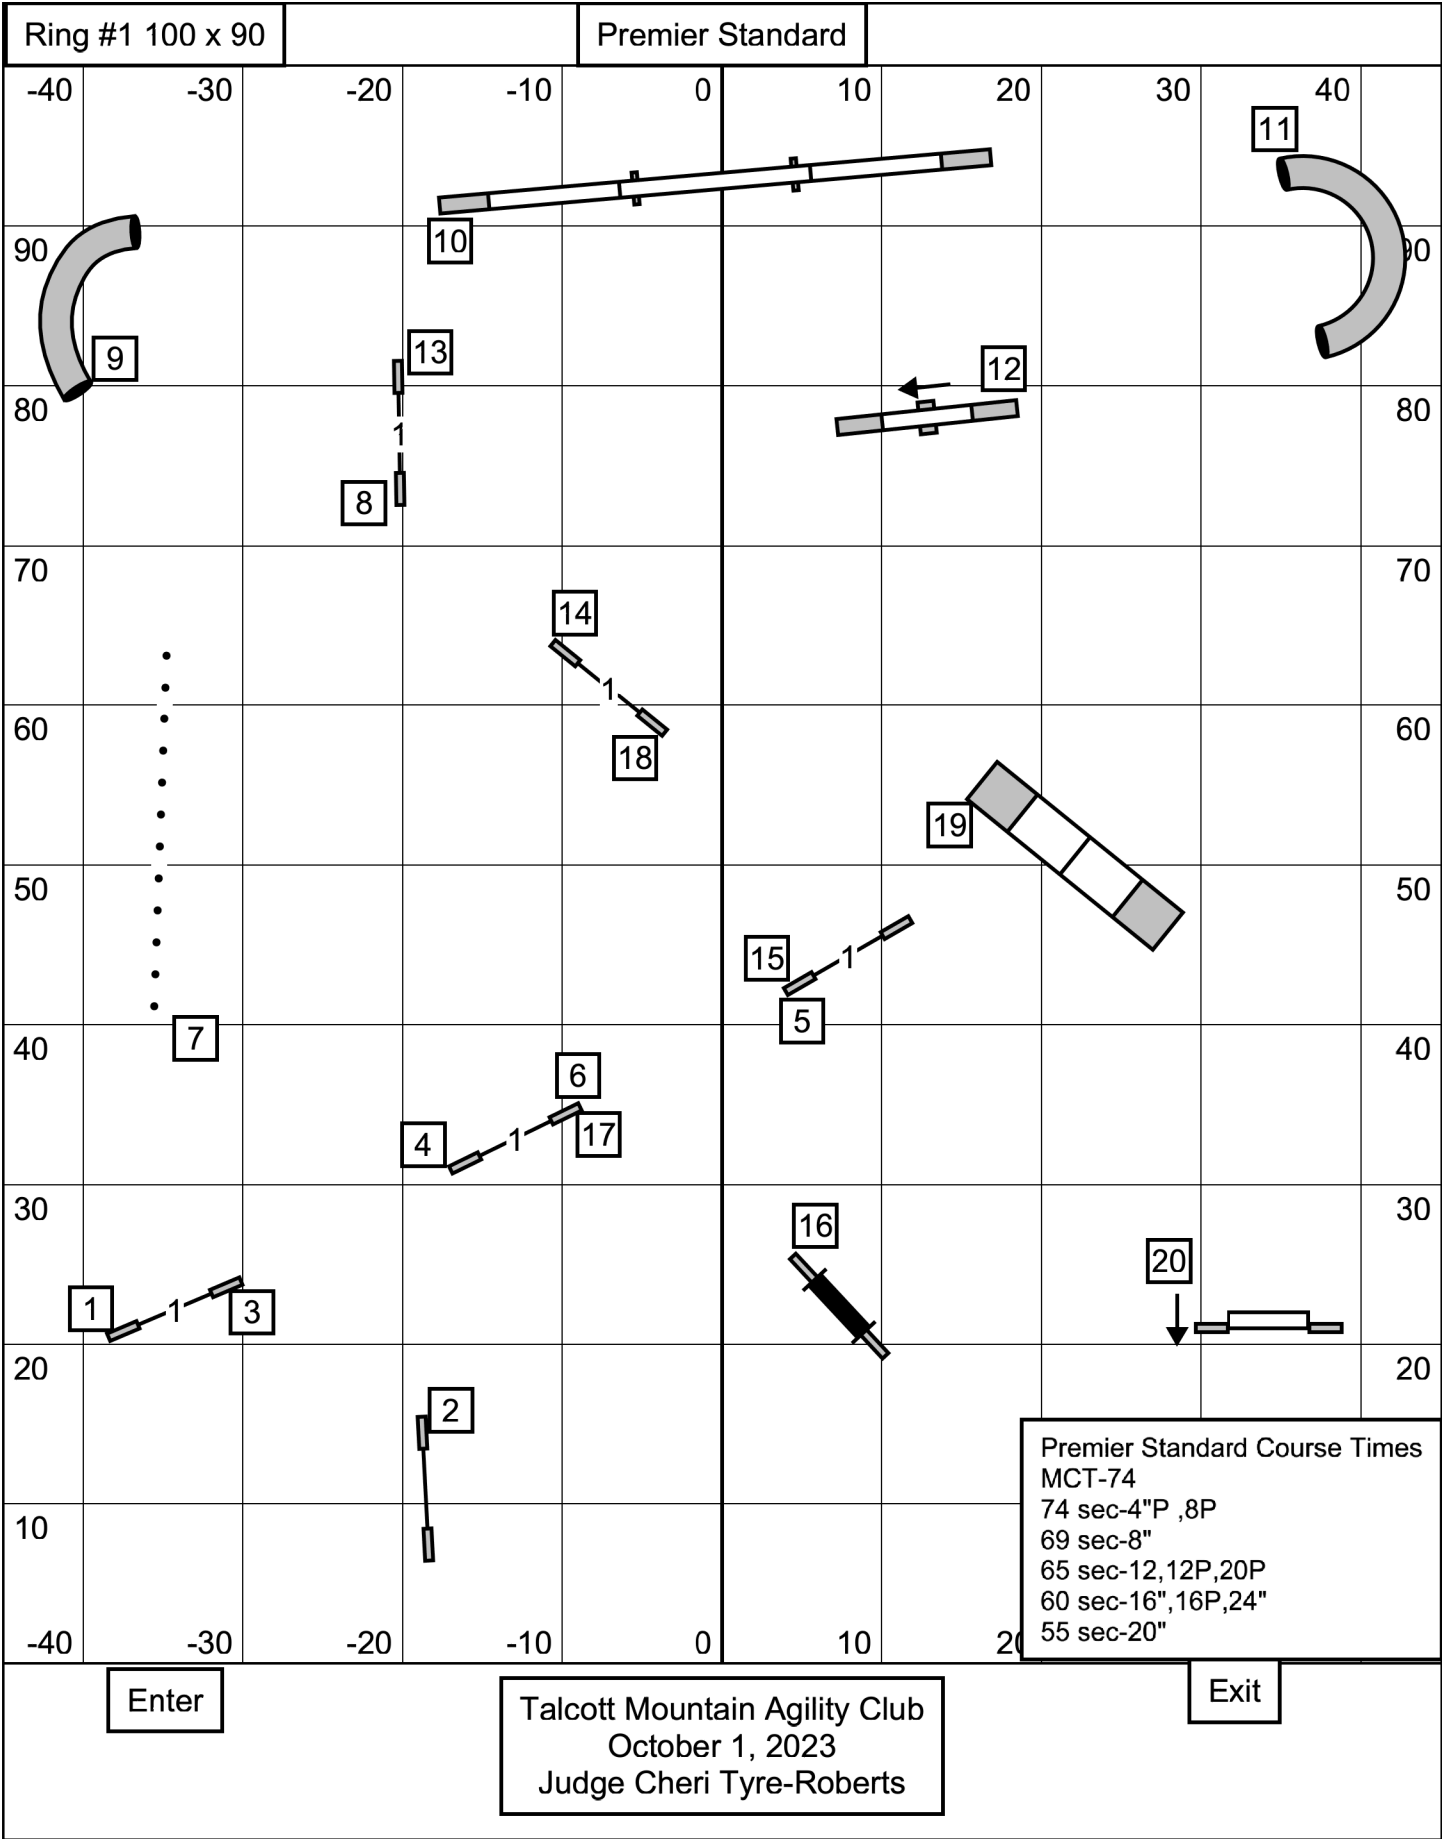 Ring #1 100 x 90
Premier Standard
-40 -30 -20 -10 0 10 20 30 40
11
90 90
10
9
13
12
80 80
1
8
70 70
14
1
60 60
18
19
50 50
15
1
5
40 40
7
6
4
1
17
30 30
16
20
1
1
3
20 20
2
Premier Standard Course Times
MCT-74
74 sec-4"P ,8P
69 sec-8"
65 sec-12,12P,20P
60 sec-16",16P,24"
55 sec-20"
10
-40 -30 -20 -10 0 10
Enter
Exit
Talcott Mountain Agility Club
October 1, 2023
Judge Cheri Tyre-Roberts